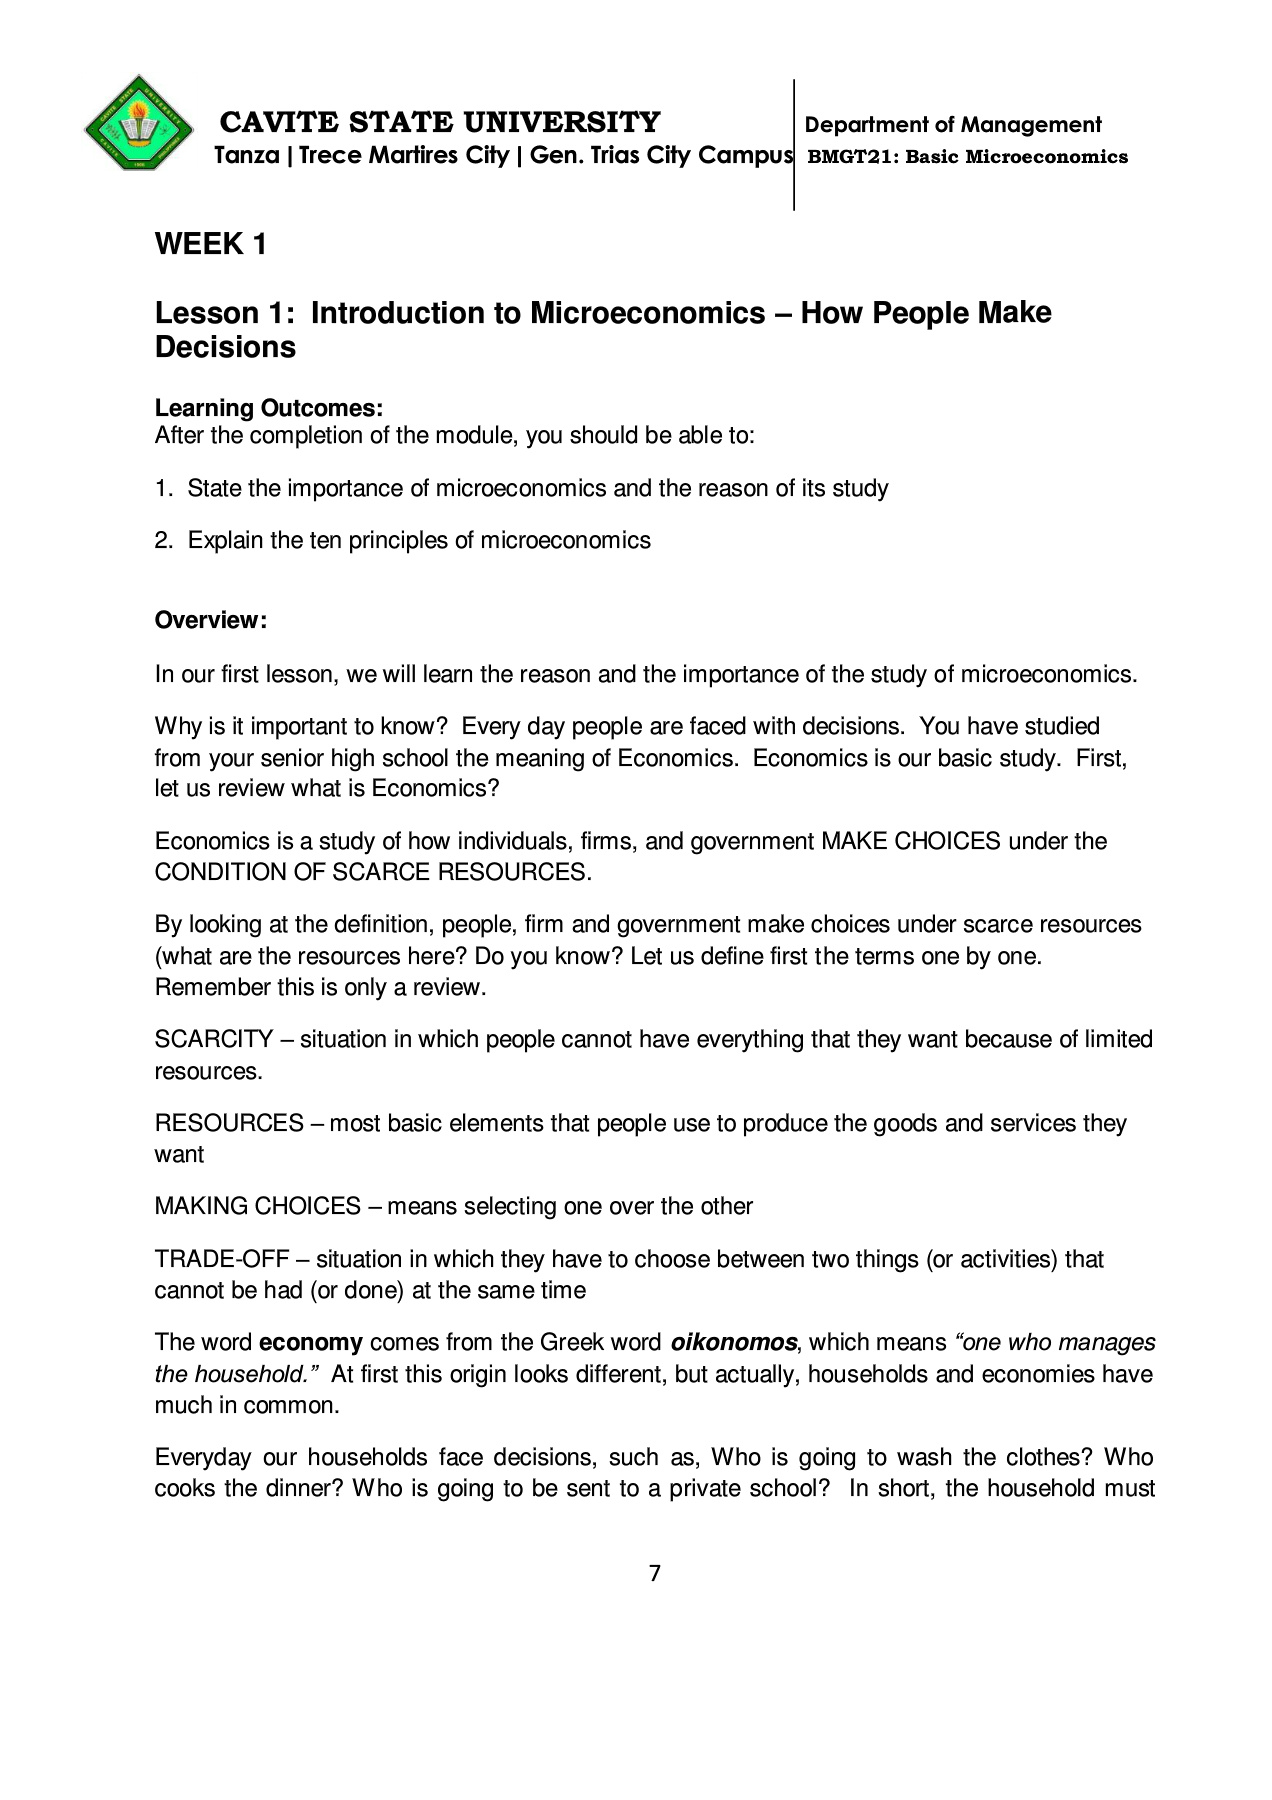 CAVITE STATE UNIVERSITY
Tanza | Trece Martires City | Gen. Trias City Campus
Department of Management
BMGT21: Basic Microeconomics
WEEK 1
Lesson 1:  Introduction to Microeconomics – How People Make
Decisions
Learning Outcomes:
After the completion of the module, you should be able to:
1.  State the importance of microeconomics and the reason of its study
2.  Explain the ten principles of microeconomics
Overview:
In our first lesson, we will learn the reason and the importance of the study of microeconomics.
Why is it important to know?  Every day people are faced with decisions.  You have studied
from your senior high school the meaning of Economics.  Economics is our basic study.  First,
let us review what is Economics?
Economics is a study of how individuals, firms, and government MAKE CHOICES under the
CONDITION OF SCARCE RESOURCES.
By looking at the definition, people, firm and government make choices under scarce resources
(what are the resources here? Do you know? Let us define first the terms one by one.
Remember this is only a review.
SCARCITY – situation in which people cannot have everything that they want because of limited
resources.
RESOURCES – most basic elements that people use to produce the goods and services they
want
MAKING CHOICES – means selecting one over the other
TRADE-OFF – situation in which they have to choose between two things (or activities) that
cannot be had (or done) at the same time
The word economy comes from the Greek word oikonomos, which means “one who manages
the household.”  At first this origin looks different, but actually, households and economies have
much in common.
Everyday our households face decisions, such as, Who is going to wash the clothes? Who
cooks the dinner? Who is going to be sent to a private school?  In short, the household must
7